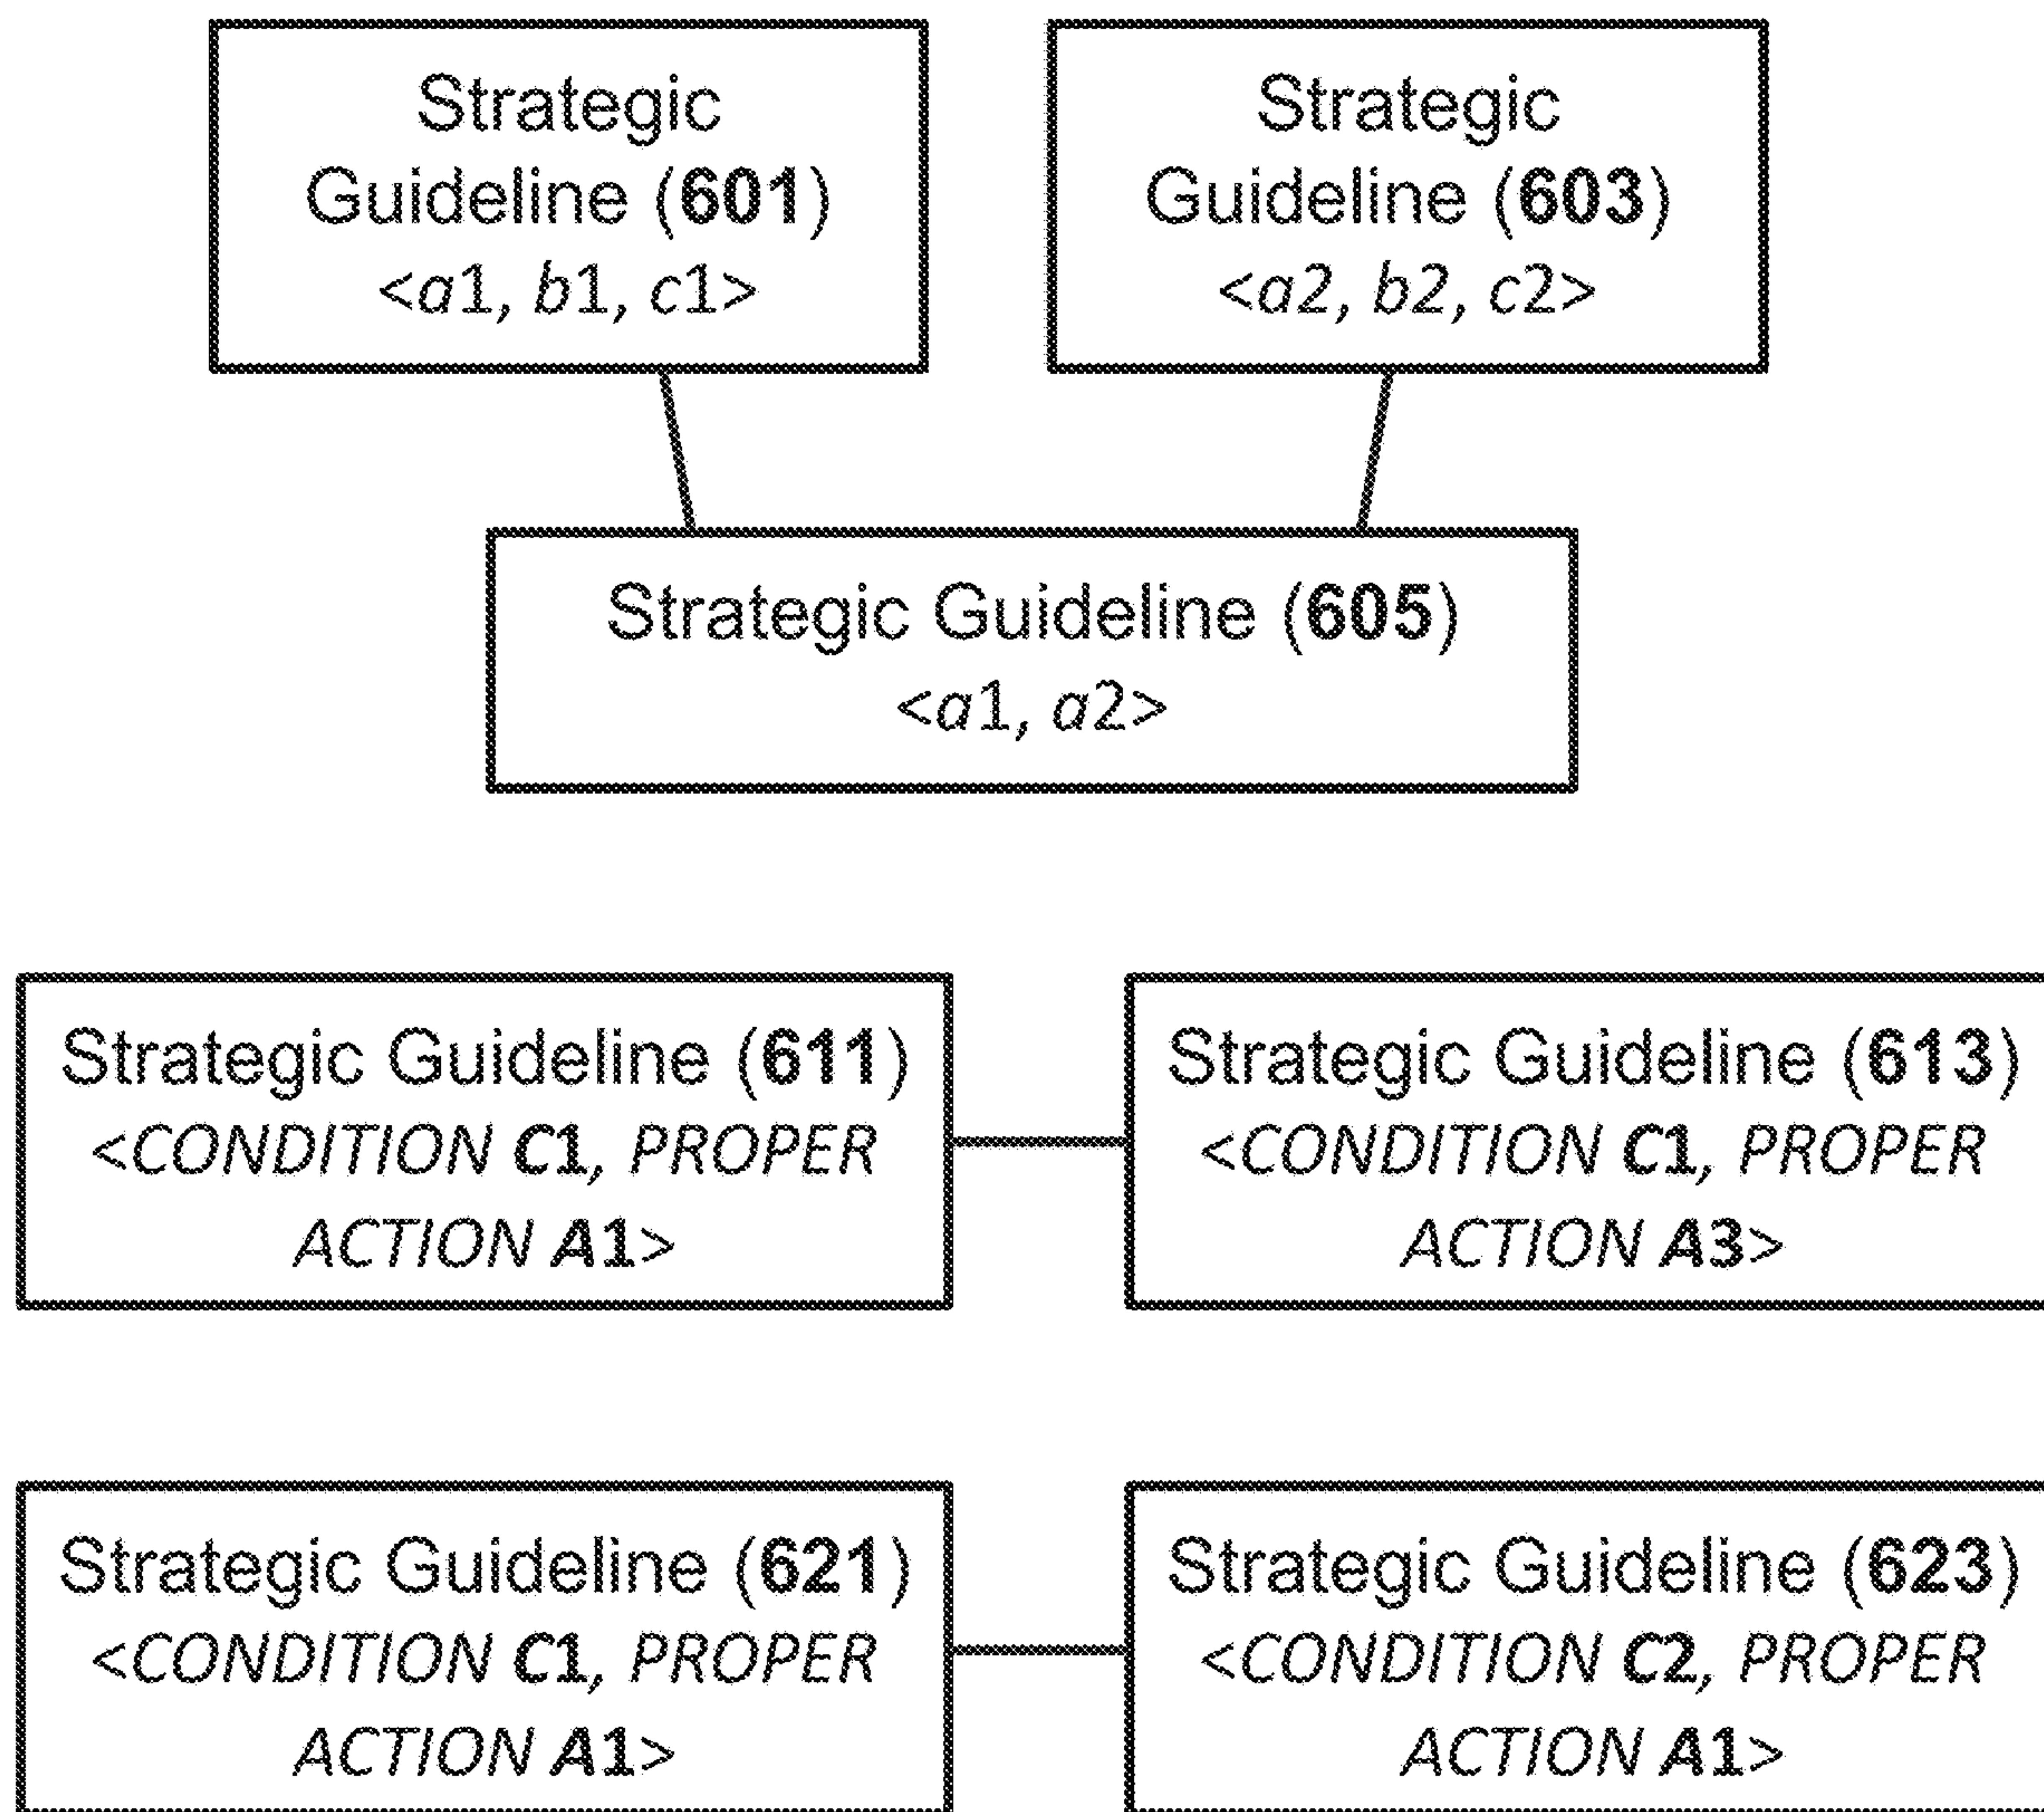 Strategic
Guideline (601)
<a1, b1, c1>
Strategic
Guideline (603)
<a2, b2, c2>
Strategic Guideline (605)
<a1, a2>
Strategic Guideline (611)
<CONDITION C1, PROPER
ACTION A1>
Strategic Guideline (613)
<CONDITION C1, PROPER
ACTION A3>
Strategic Guideline (621)
<CONDITION C1, PROPER
ACTION A1>
Strategic Guideline (623)
<CONDITION C2, PROPER
ACTION A1>